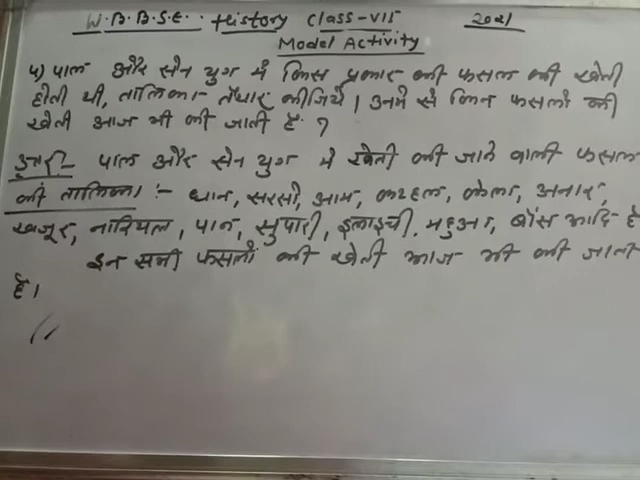 W.B.B.S.E. History Class-VII 2021
Model Activity
५) पाल और सेन युग में किस प्रकार की फसल की खेती
होती थी, तालिका तैयार कीजिये। उनमें से किन फसलों की
खेती आज भी की जाती है ?
उत्तर:- पाल और सेन युग में खेती की जाने वाली फसल
की तालिका :- धान, सरसों, आम, कटहल, केला, अनार,
खजूर, नारियल, पान, सुपारी, इलाइची, महुआ, बाँस आदि है
इन सभी फसलों की खेती आज भी की जाती
है।